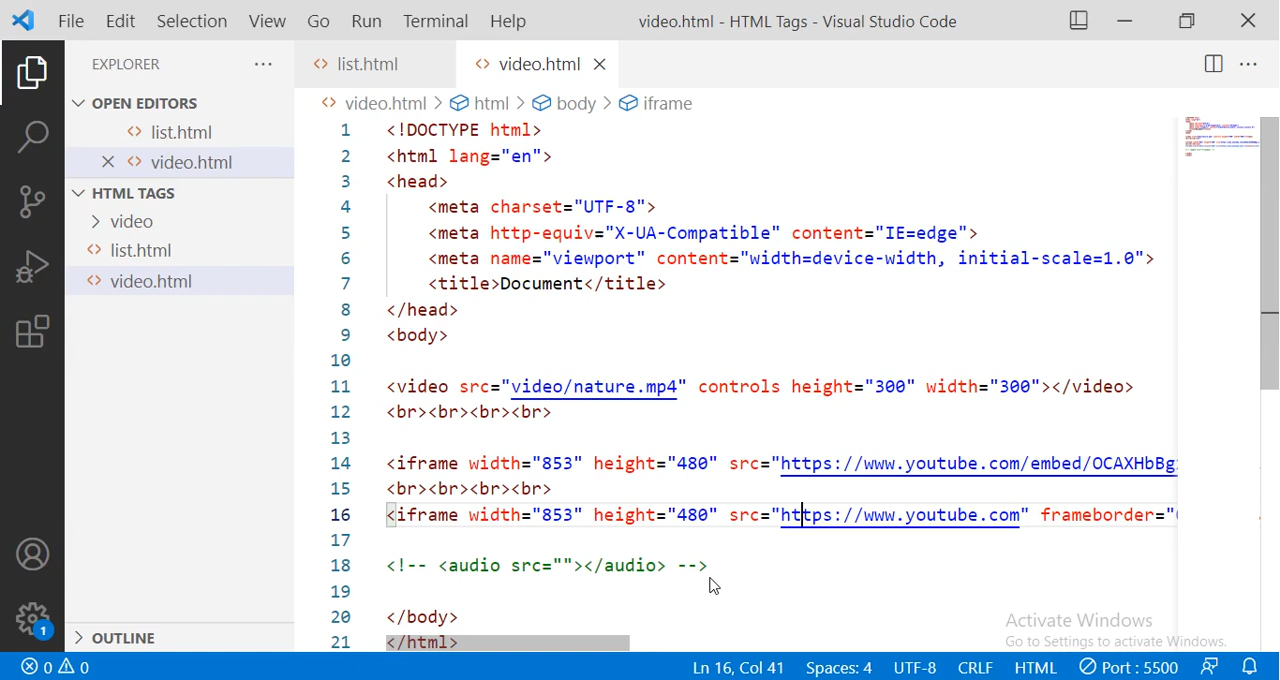 File Edit Selection View Go Run Terminal Help video.html - HTML Tags - Visual Studio Code
EXPLORER ···
<> list.html <> video.html
OPEN EDITORS
<> list.html
<> video.html
HTML TAGS
video
<> list.html
<> video.html
OUTLINE
<> video.html > html > body > iframe
1 <!DOCTYPE html>
2 <html lang="en">
3 <head>
4 <meta charset="UTF-8">
5 <meta http-equiv="X-UA-Compatible" content="IE=edge">
6 <meta name="viewport" content="width=device-width, initial-scale=1.0">
7 <title>Document</title>
8 </head>
9 <body>
10
11 <video src="video/nature.mp4" controls height="300" width="300"></video>
12 <br><br><br><br>
13
14 <iframe width="853" height="480" src="https://www.youtube.com/embed/OCAXHbBg
15 <br><br><br><br>
16 <iframe width="853" height="480" src="https://www.youtube.com" frameborder="
17
18 <!-- <audio src=""></audio> -->
19
20 </body>
21 </html>
Activate Windows
Go to Settings to activate Windows.
1
0 0 Ln 16, Col 41 Spaces: 4 UTF-8 CRLF HTML Port : 5500